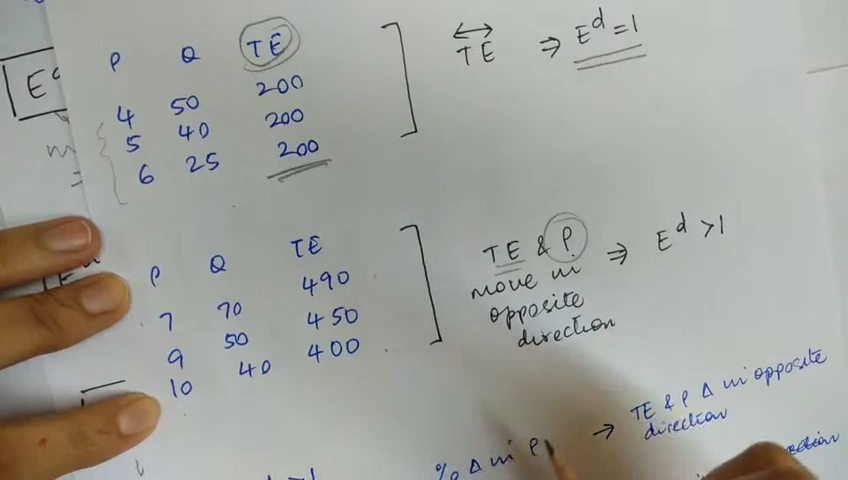 P Q TE
4 50 200
5 40 200
6 25 200
TE ⇒ E^d = 1
P Q TE
7 70 490
9 50 450
10 40 400
TE & P
move in
opposite
direction
⇒ E^d > 1
% Δ in P
→ TE & P Δ in opposite
direction